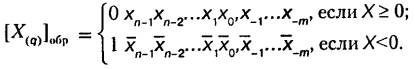 [X₍q₎]обр = { 0 xₙ₋₁xₙ₋₂...x₁x₀,x₋₁...x₋ₘ, если X ≥ 0;
1 x̅ₙ₋₁x̅ₙ₋₂...x̅₁x̅₀,x̅₋₁...x̅₋ₘ, если X<0.